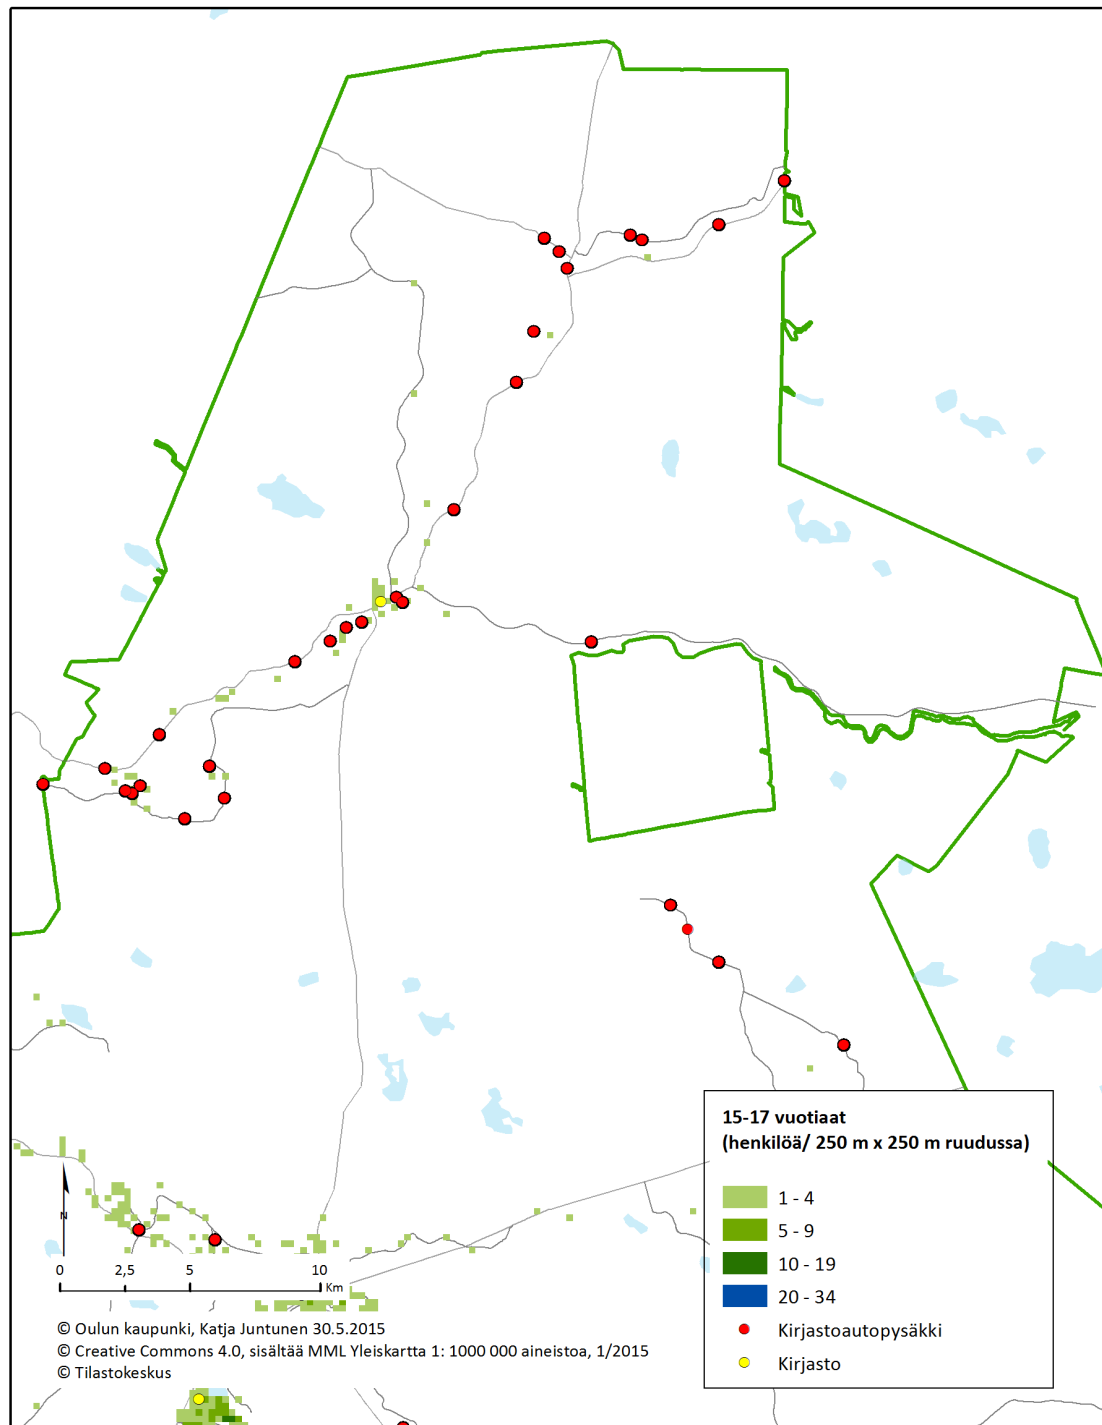 15-17 vuotiaat
(henkilöä/ 250 m x 250 m ruudussa)
1 - 4
5 - 9
10 - 19
20 - 34
Kirjastoautopysäkki
Kirjasto
N
0 2,5 5 10
Km
© Oulun kaupunki, Katja Juntunen 30.5.2015
© Creative Commons 4.0, sisältää MML Yleiskartta 1: 1000 000 aineistoa, 1/2015
© Tilastokeskus